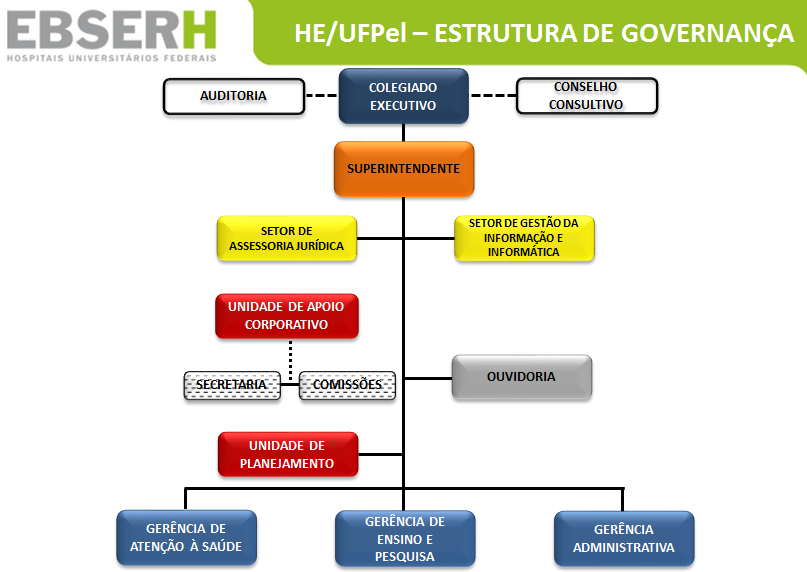 EBSERH
HOSPITAIS UNIVERSITÁRIOS FEDERAIS
HE/UFPel – ESTRUTURA DE GOVERNANÇA
AUDITORIA
COLEGIADO
EXECUTIVO
CONSELHO
CONSULTIVO
SUPERINTENDENTE
SETOR DE
ASSESSORIA JURÍDICA
SETOR DE GESTÃO DA
INFORMAÇÃO E
INFORMÁTICA
UNIDADE DE APOIO
CORPORATIVO
SECRETARIA
COMISSÕES
OUVIDORIA
UNIDADE DE
PLANEJAMENTO
GERÊNCIA DE
ATENÇÃO À SAÚDE
GERÊNCIA DE
ENSINO E
PESQUISA
GERÊNCIA
ADMINISTRATIVA